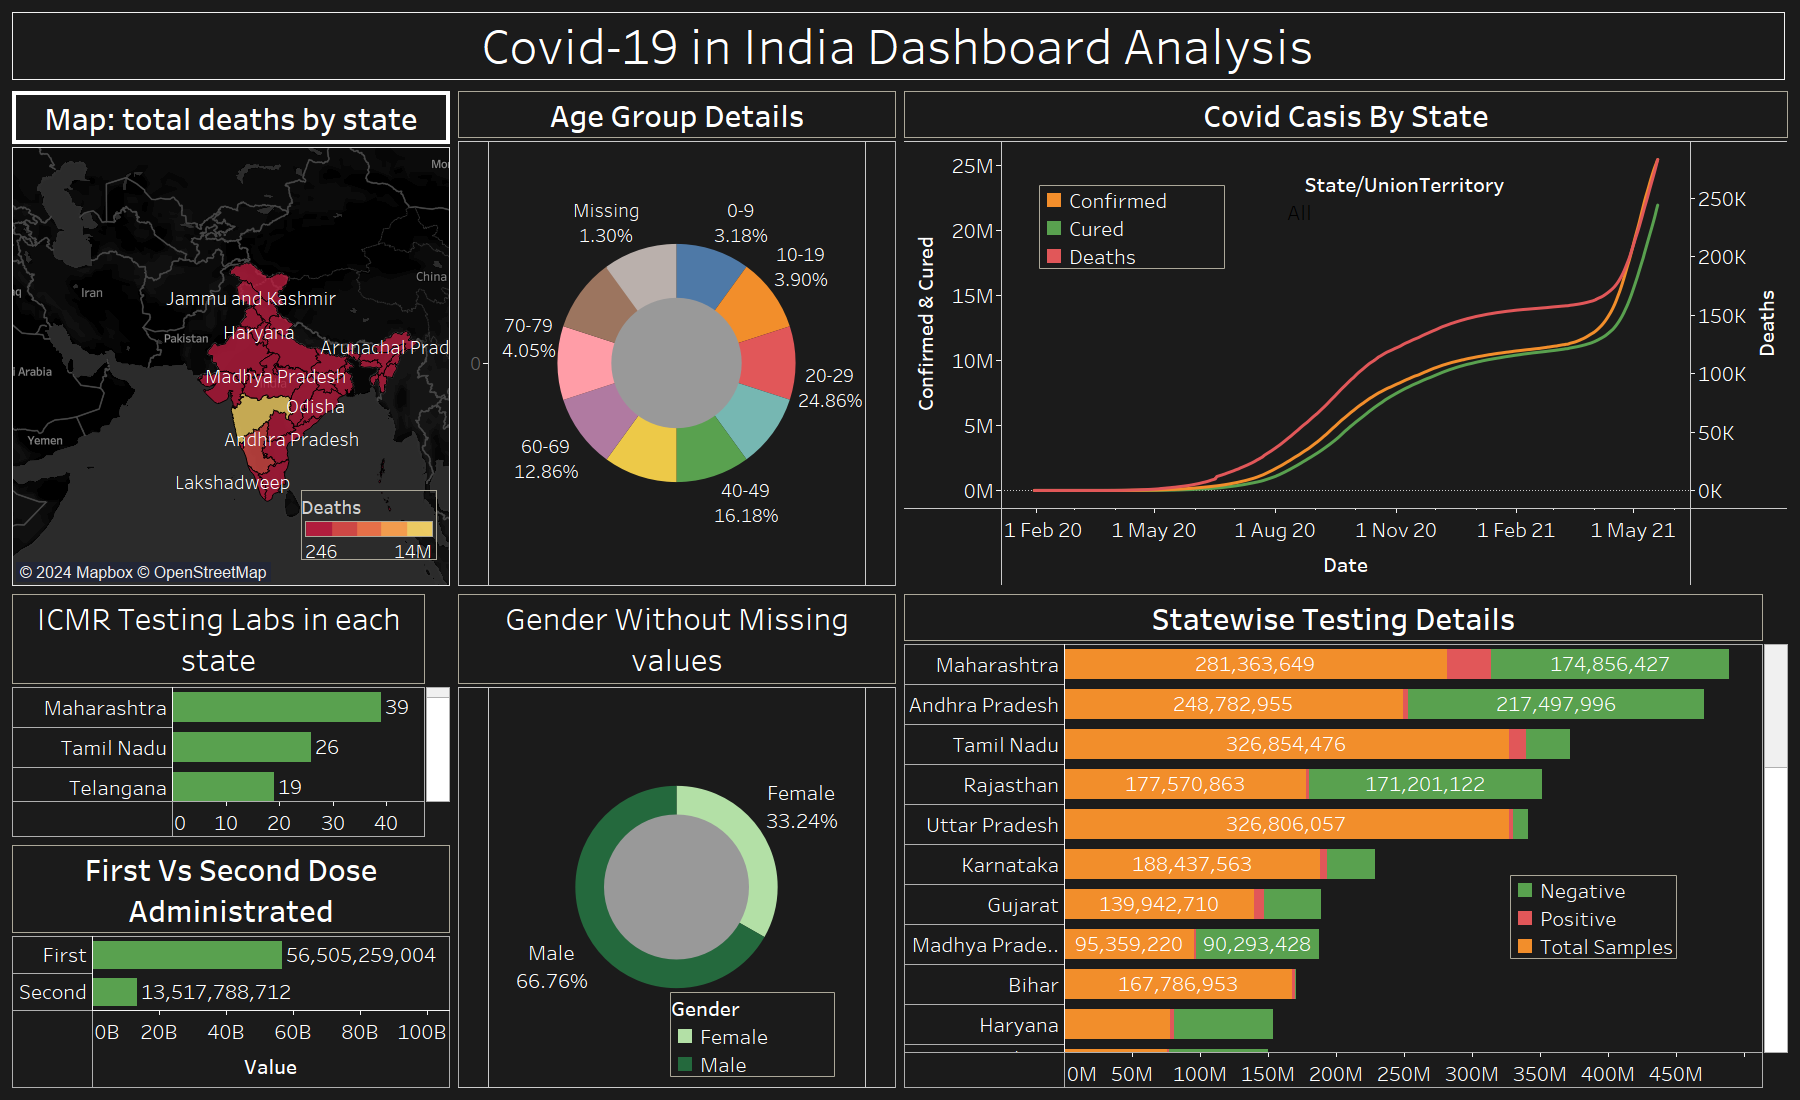 Covid-19 in India Dashboard Analysis
Map: total deaths by state
Mo
China
Iran
Jammu and Kashmir
Haryana
Pakistan
Arunachal Prad
Arabia
Madhya Pradesh
Odisha
Andhra Pradesh
Yemen
Lakshadweep
Deaths
246 14M
© 2024 Mapbox © OpenStreetMap
Age Group Details
Missing
1.30%
0-9
3.18%
10-19
3.90%
70-79
4.05%
0
20-29
24.86%
60-69
12.86%
40-49
16.18%
Covid Casis By State
State/UnionTerritory
All
Confirmed
Cured
Deaths
Confirmed & Cured
25M
20M
15M
10M
5M
0M
250K
200K
150K
100K
50K
0K
Deaths
1 Feb 20 1 May 20 1 Aug 20 1 Nov 20 1 Feb 21 1 May 21
Date
ICMR Testing Labs in each
state
Maharashtra 39
Tamil Nadu 26
Telangana 19
0 10 20 30 40
First Vs Second Dose
Administrated
First 56,505,259,004
Second 13,517,788,712
0B 20B 40B 60B 80B 100B
Value
Gender Without Missing
values
Female
33.24%
Male
66.76%
Gender
Female
Male
Statewise Testing Details
Maharashtra 281,363,649 174,856,427
Andhra Pradesh 248,782,955 217,497,996
Tamil Nadu 326,854,476
Rajasthan 177,570,863 171,201,122
Uttar Pradesh 326,806,057
Karnataka 188,437,563
Gujarat 139,942,710
Madhya Prade.. 95,359,220 90,293,428
Bihar 167,786,953
Haryana
Negative
Positive
Total Samples
0M 50M 100M 150M 200M 250M 300M 350M 400M 450M